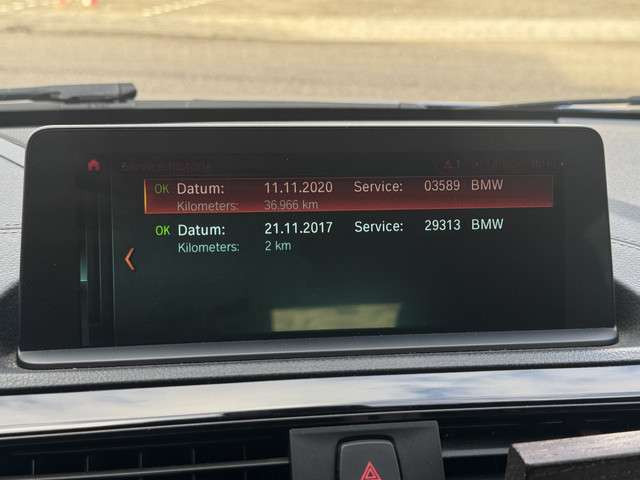 OK Datum: 11.11.2020 Service: 03589 BMW
Kilometers: 36.966 km
OK Datum: 21.11.2017 Service: 29313 BMW
Kilometers: 2 km